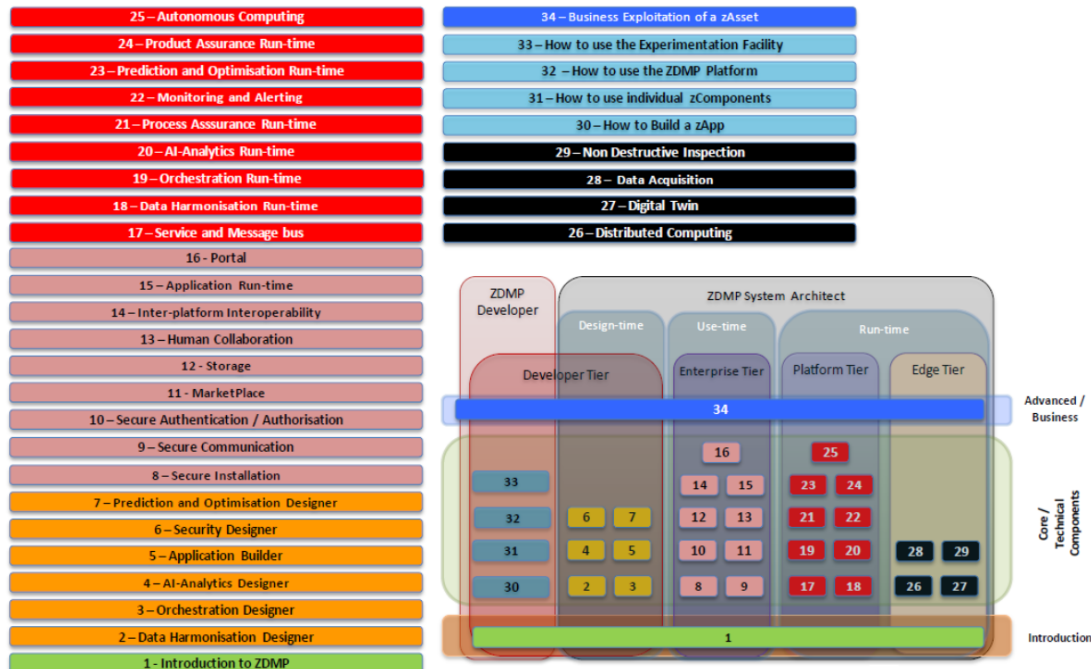 25 – Autonomous Computing
24 – Product Assurance Run-time
23 – Prediction and Optimisation Run-time
22 – Monitoring and Alerting
21 – Process Asssurance Run-time
20 – AI-Analytics Run-time
19 – Orchestration Run-time
18 – Data Harmonisation Run-time
17 – Service and Message bus
16 - Portal
15 – Application Run-time
14 – Inter-platform Interoperability
13 – Human Collaboration
12 - Storage
11 - MarketPlace
10 – Secure Authentication / Authorisation
9 – Secure Communication
8 – Secure Installation
7 – Prediction and Optimisation Designer
6 – Security Designer
5 – Application Builder
4 – AI-Analytics Designer
3 – Orchestration Designer
2 – Data Harmonisation Designer
1 - Introduction to ZDMP
34 – Business Exploitation of a zAsset
33 – How to use the Experimentation Facility
32 – How to use the ZDMP Platform
31 – How to use individual zComponents
30 – How to Build a zApp
29 – Non Destructive Inspection
28 – Data Acquisition
27 – Digital Twin
26 – Distributed Computing
ZDMP
Developer
ZDMP System Architect
Design-time
Use-time
Run-time
Developer Tier
Enterprise Tier
Platform Tier
Edge Tier
34
Advanced /
Business
16
25
33
14
15
23
24
32
6
7
12
13
21
22
31
4
5
10
11
19
20
28
29
30
2
3
8
9
17
18
26
27
Core /
Technical
Components
1
Introduction